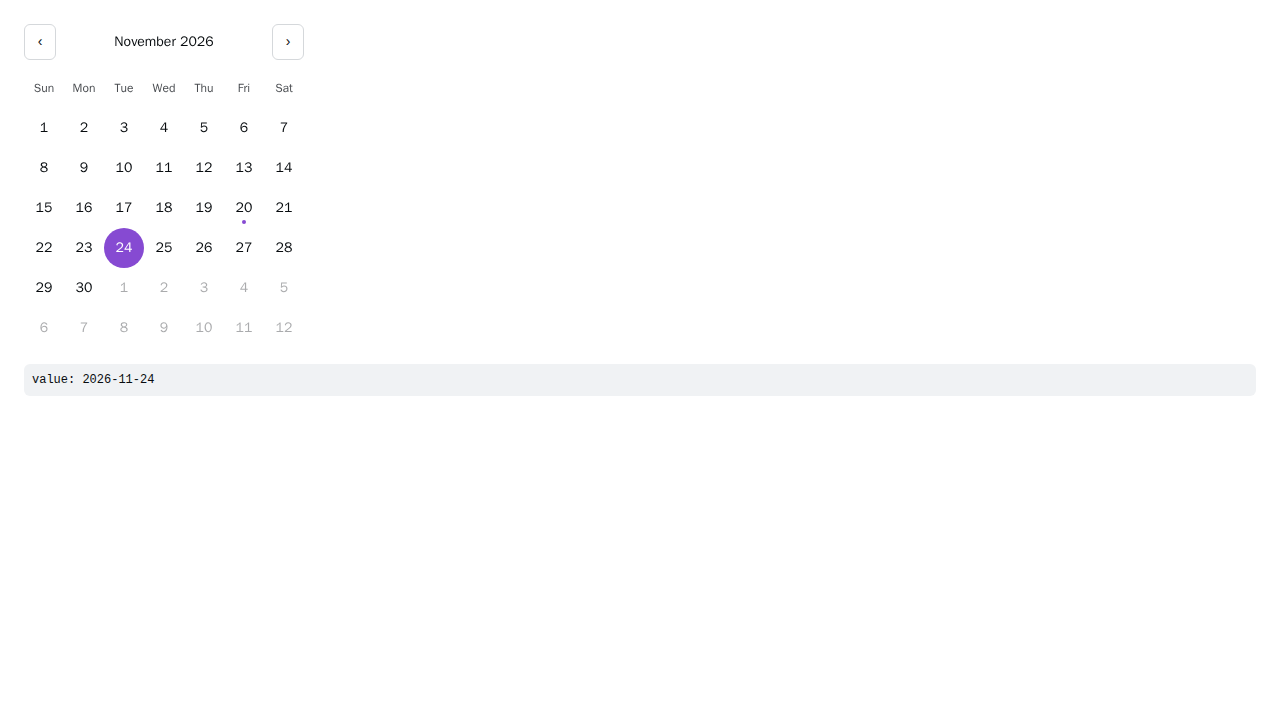 ‹ November 2026 ›
Sun Mon Tue Wed Thu Fri Sat
1 2 3 4 5 6 7
8 9 10 11 12 13 14
15 16 17 18 19 20 21
22 23 24 25 26 27 28
29 30 1 2 3 4 5
6 7 8 9 10 11 12
value: 2026-11-24